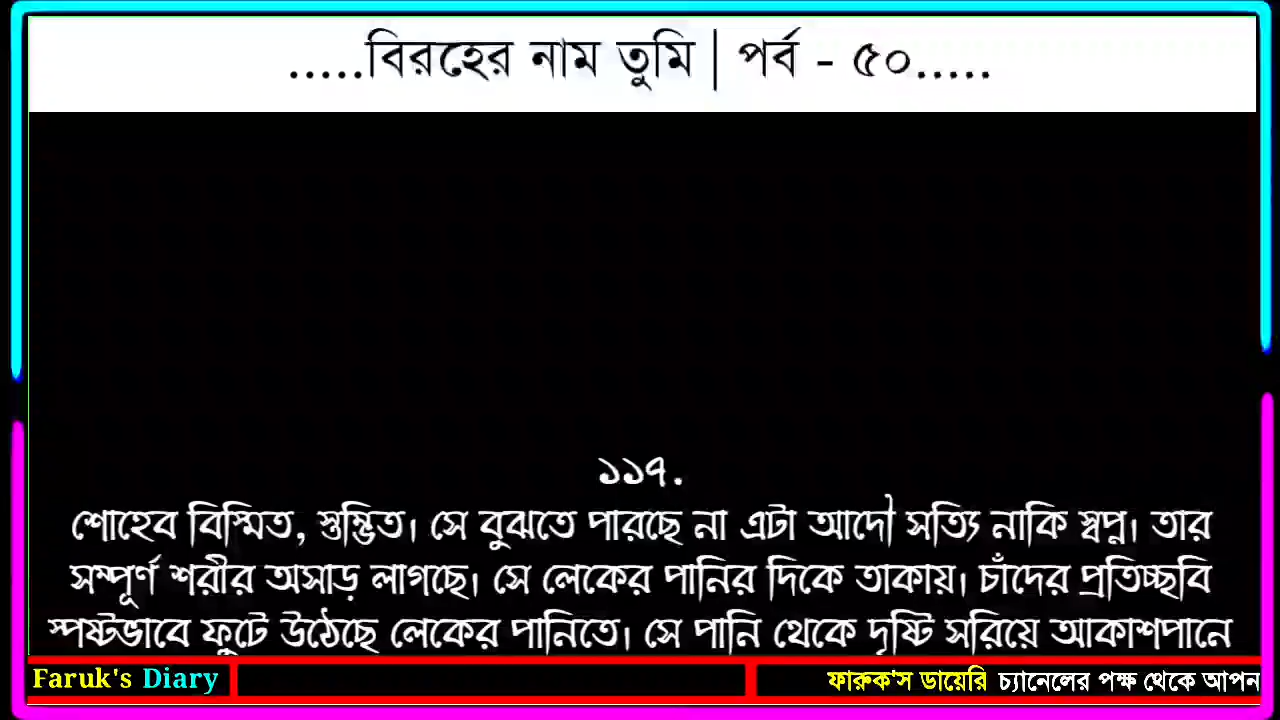 .....বিরহের নাম তুমি | পর্ব - ৫০.....
১১৭.
শোহেব বিস্মিত, স্তম্ভিত। সে বুঝতে পারছে না এটা আদৌ সত্যি নাকি স্বপ্ন। তার
সম্পূর্ণ শরীর অসাড় লাগছে। সে লেকের পানির দিকে তাকায়। চাঁদের প্রতিচ্ছবি
স্পষ্টভাবে ফুটে উঠেছে লেকের পানিতে। সে পানি থেকে দৃষ্টি সরিয়ে আকাশপানে
Faruk's Diary
ফারুক'স ডায়েরি চ্যানেলের পক্ষ থেকে আপন